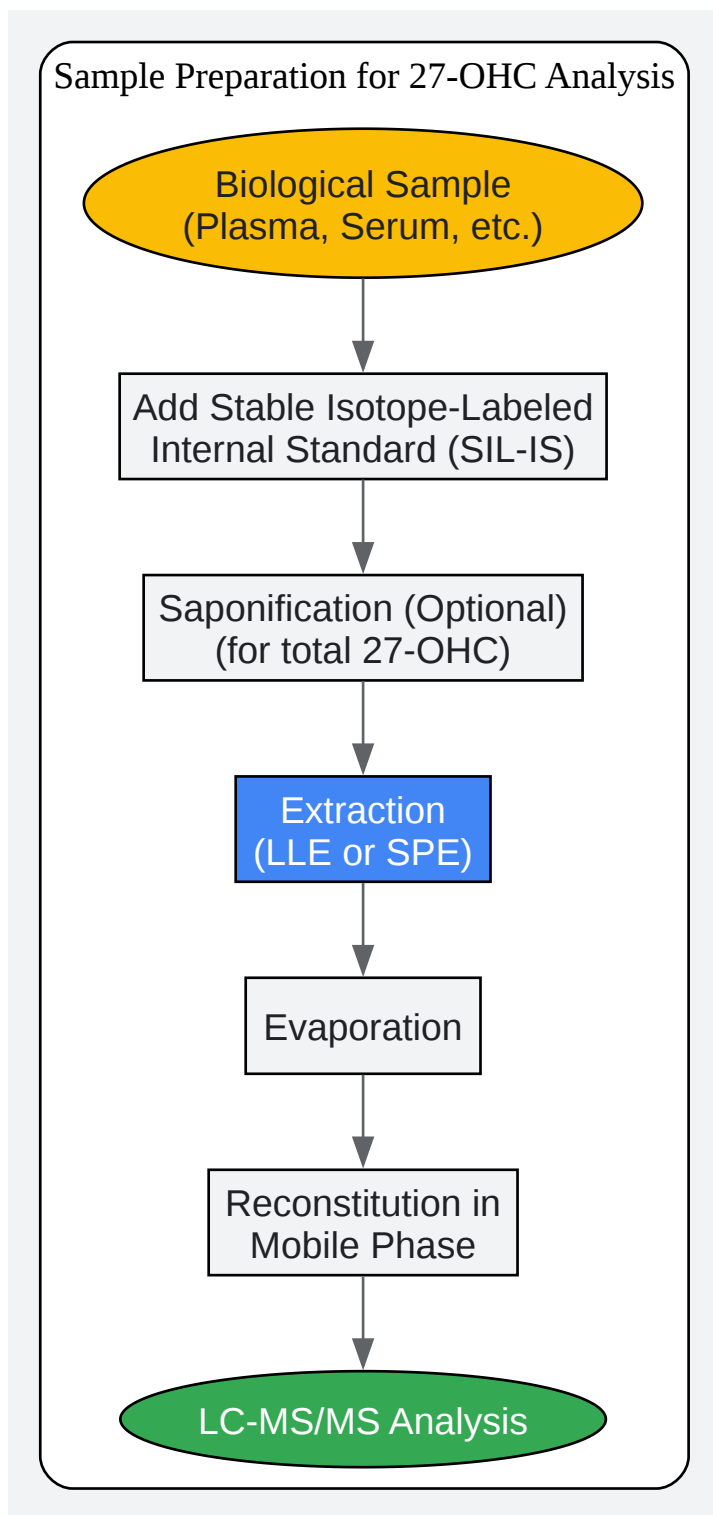 Sample Preparation for 27-OHC Analysis
Biological Sample
(Plasma, Serum, etc.)
Add Stable Isotope-Labeled
Internal Standard (SIL-IS)
Saponification (Optional)
(for total 27-OHC)
Extraction
(LLE or SPE)
Evaporation
Reconstitution in
Mobile Phase
LC-MS/MS Analysis